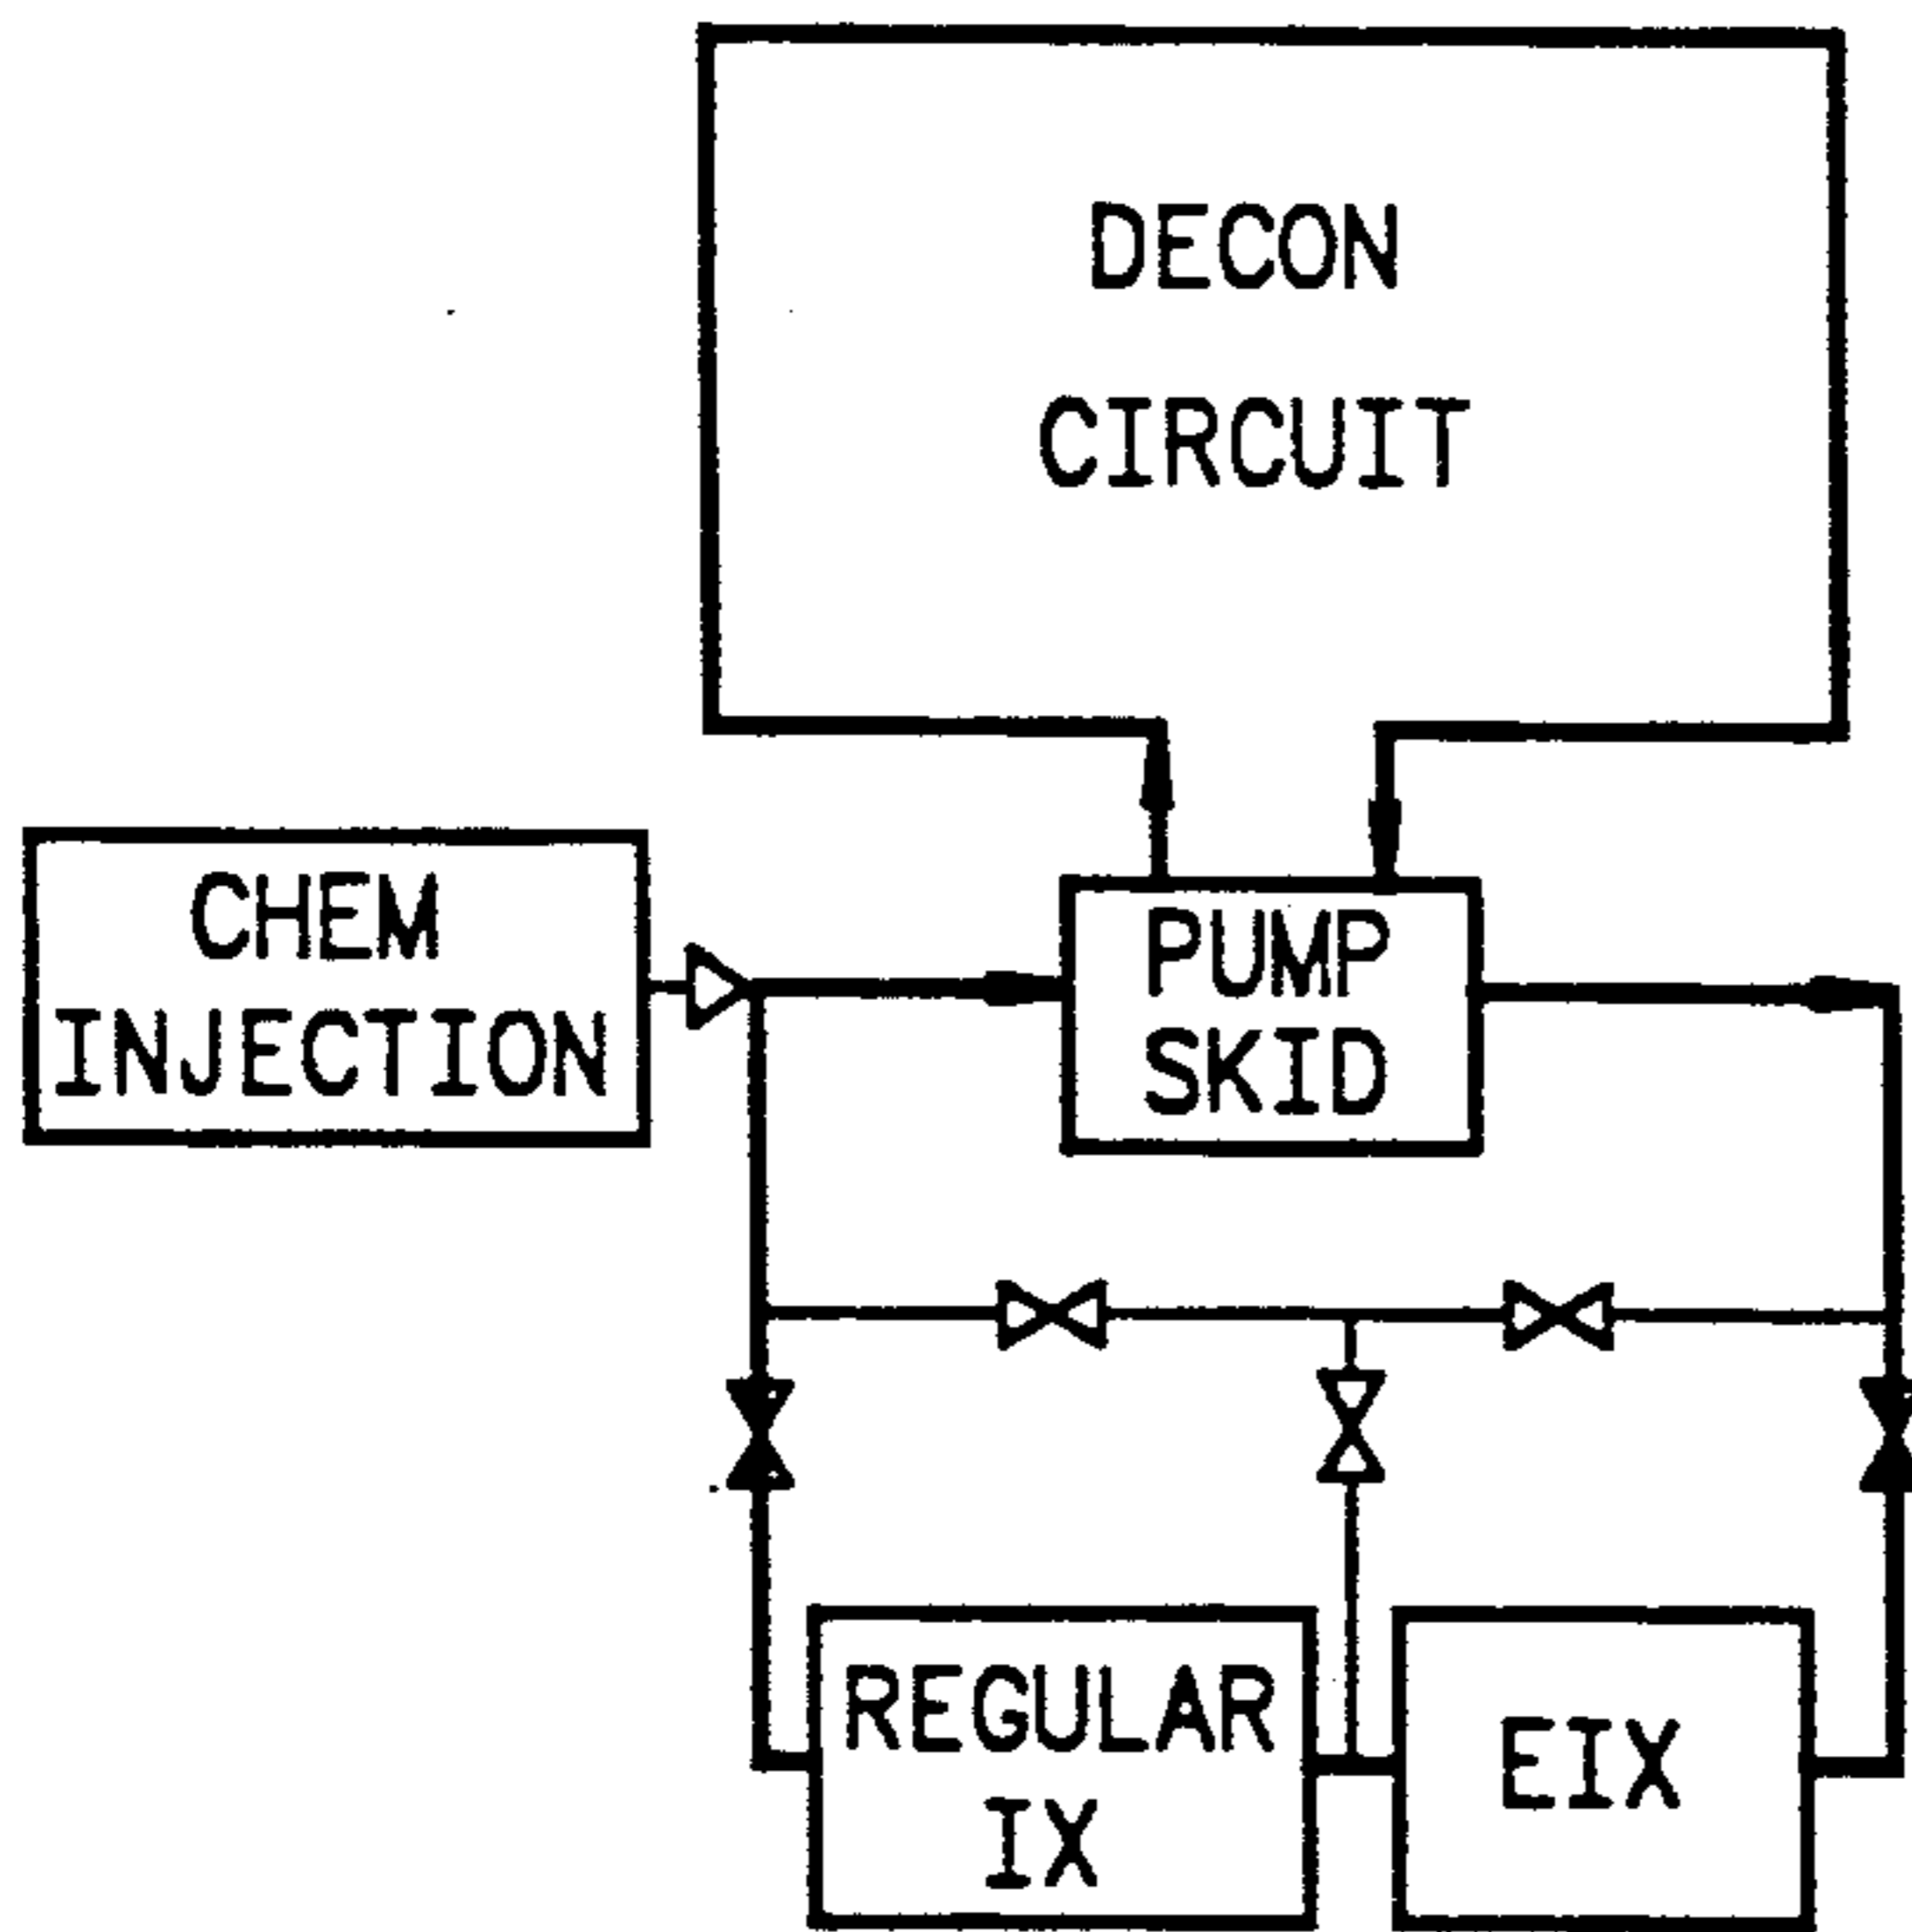 DECON
CIRCUIT
CHEM
INJECTION
PUMP
SKID
REGULAR
IX
EIX